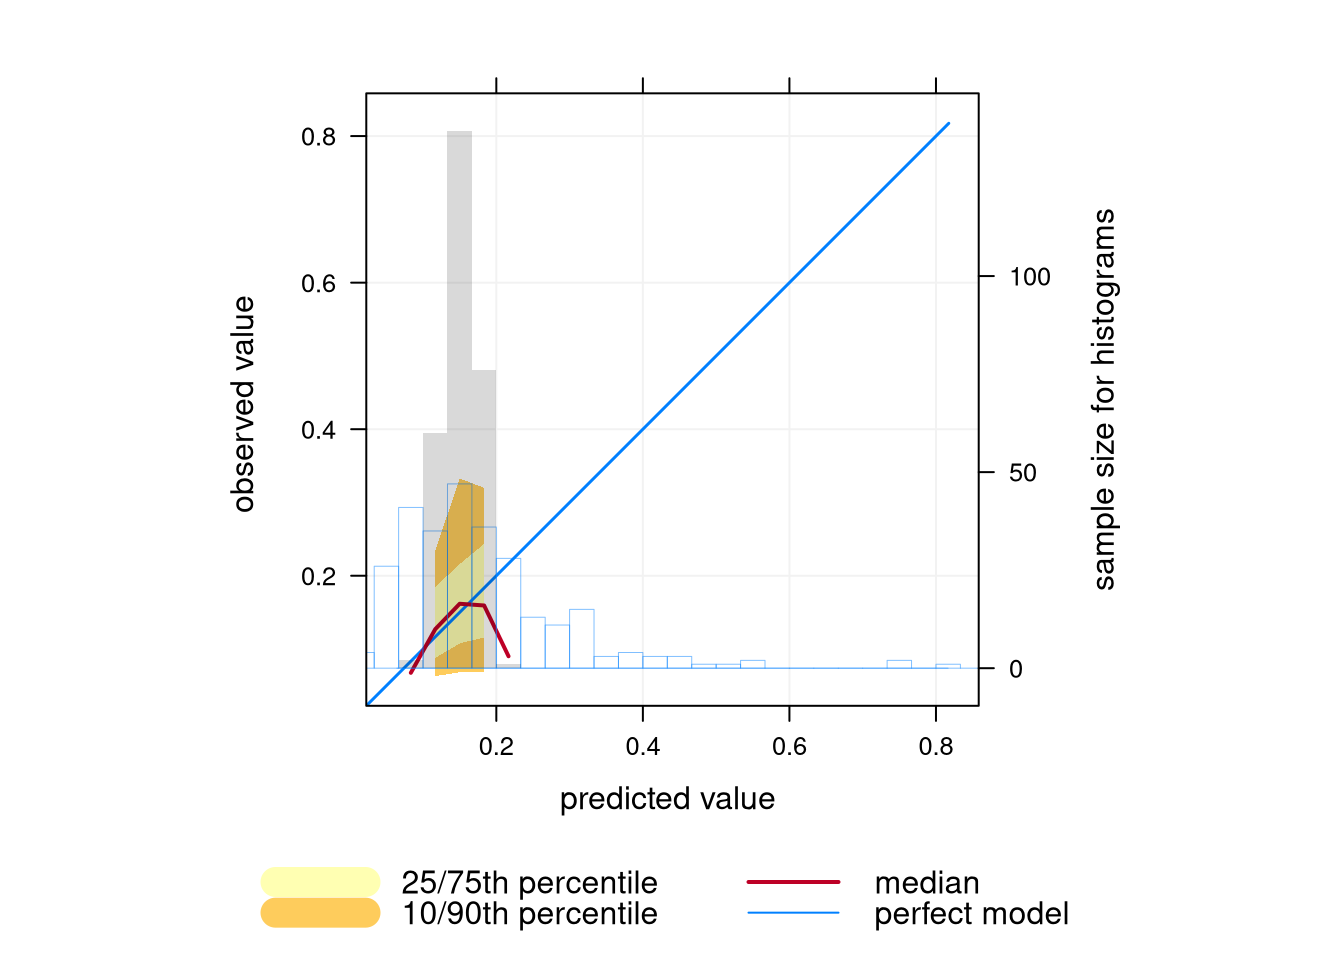 0.8
0.6
0.4
0.2
observed value
100
50
0
sample size for histograms
0.2 0.4 0.6 0.8
predicted value
25/75th percentile median
10/90th percentile perfect model